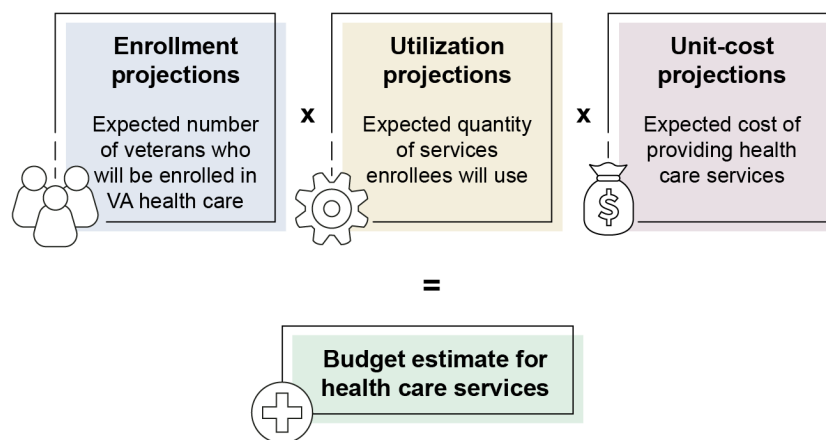 Enrollment
projections
Expected number
of veterans who
will be enrolled in
VA health care
x
Utilization
projections
Expected quantity
of services
enrollees will use
x
Unit-cost
projections
Expected cost of
providing health
care services
$
=
Budget estimate for
health care services